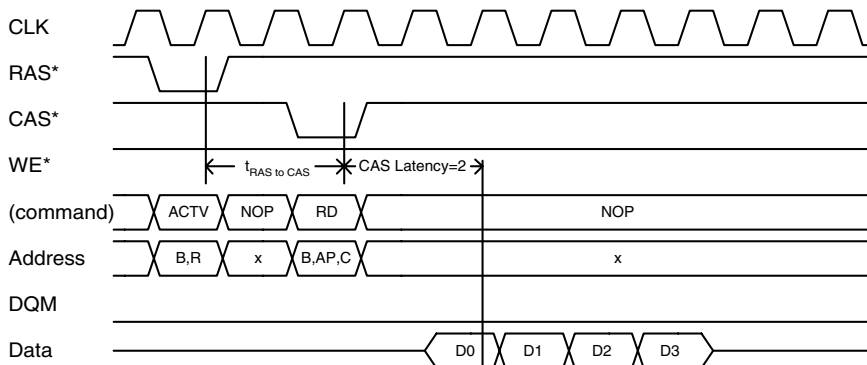 CLK
RAS*
CAS*
WE* tRAS to CAS CAS Latency=2
(command) ACTV NOP RD NOP
Address B,R x B,AP,C x
DQM
Data D0 D1 D2 D3